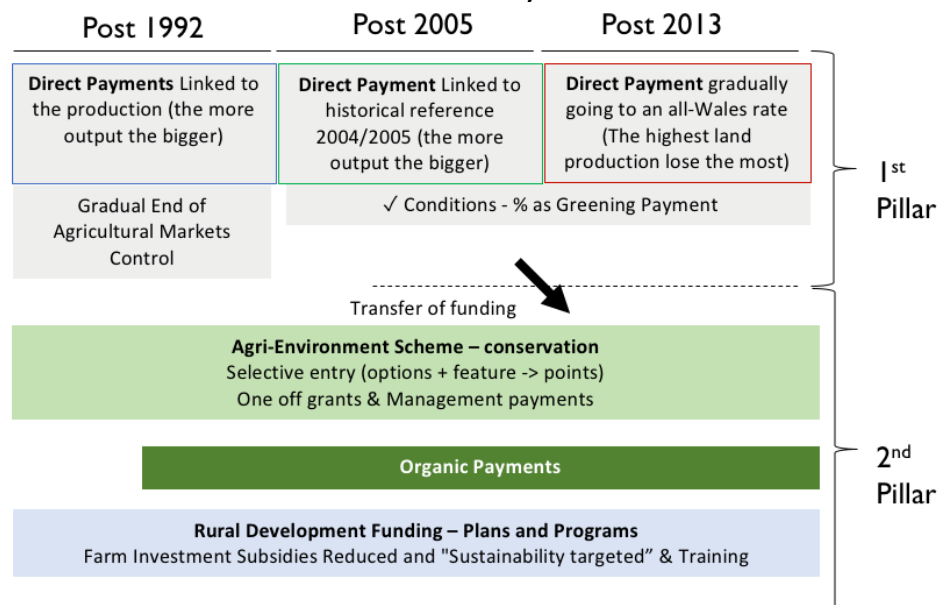 Post 1992
Post 2005
Post 2013
Direct Payments Linked to
the production (the more
output the bigger)
Direct Payment Linked to
historical reference
2004/2005 (the more
output the bigger)
Direct Payment gradually
going to an all-Wales rate
(The highest land
production lose the most)
1st
Pillar
Gradual End of
Agricultural Markets
Control
✓ Conditions - % as Greening Payment
Transfer of funding
Agri-Environment Scheme – conservation
Selective entry (options + feature -> points)
One off grants & Management payments
Organic Payments
2nd
Pillar
Rural Development Funding – Plans and Programs
Farm Investment Subsidies Reduced and "Sustainability targeted” & Training